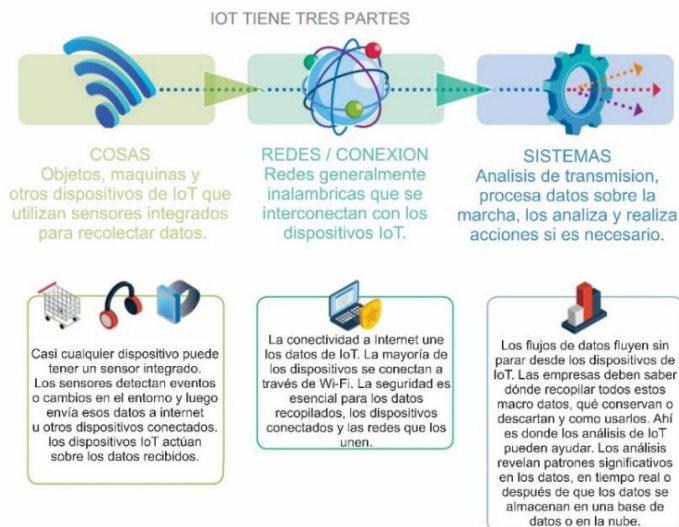 IOT TIENE TRES PARTES
COSAS
Objetos, maquinas y
otros dispositivos de IoT que
utilizan sensores integrados
para recolectar datos.
REDES / CONEXION
Redes generalmente
inalambricas que se
interconectan con los
dispositivos IoT.
SISTEMAS
Analisis de transmision,
procesa datos sobre la
marcha, los analiza y realiza
acciones si es necesario.
Casi cualquier dispositivo puede
tener un sensor integrado.
Los sensores detectan eventos
o cambios en el entorno y luego
envía esos datos a internet
u otros dispositivos conectados.
los dispositivos IoT actúan
sobre los datos recibidos.
La conectividad a Internet une
los datos de IoT. La mayoría de
los dispositivos se conectan a
través de Wi-Fi. La seguridad es
esencial para los datos
recopilados, los dispositivos
conectados y las redes que los
unen.
Los flujos de datos fluyen sin
parar desde los dispositivos de
IoT. Las empresas deben saber
dónde recopilar todos estos
macro datos, qué conservan o
descartan y como usarlos. Ahí
es donde los análisis de IoT
pueden ayudar. Los análisis
revelan patrones significativos
en los datos, en tiempo real o
después de que los datos se
almacenan en una base de
datos o en la nube.